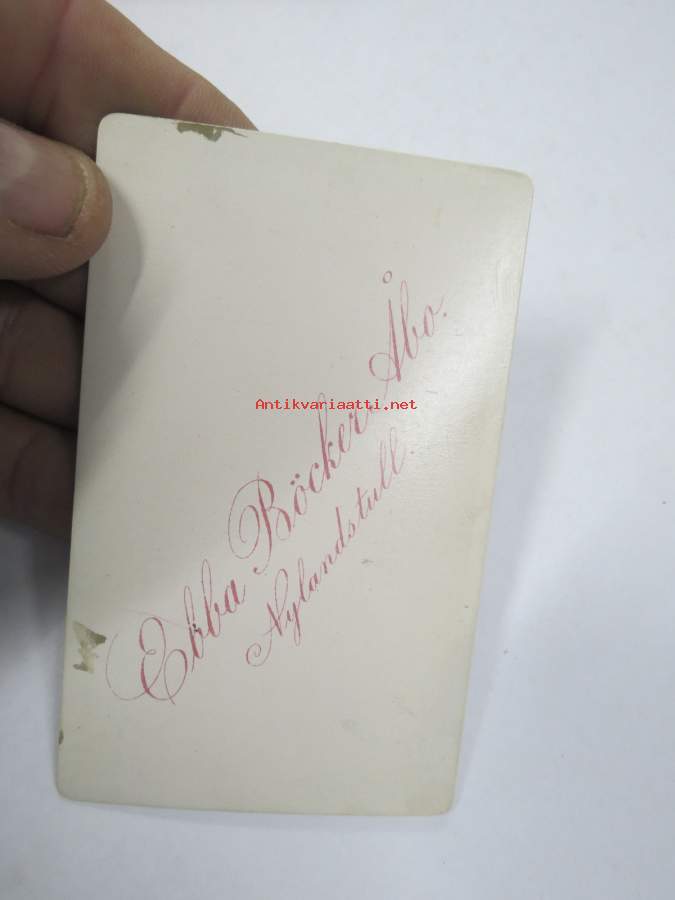 Ebba Böcker, Åbo.
Nylandstull.
Antikvariaatti.net